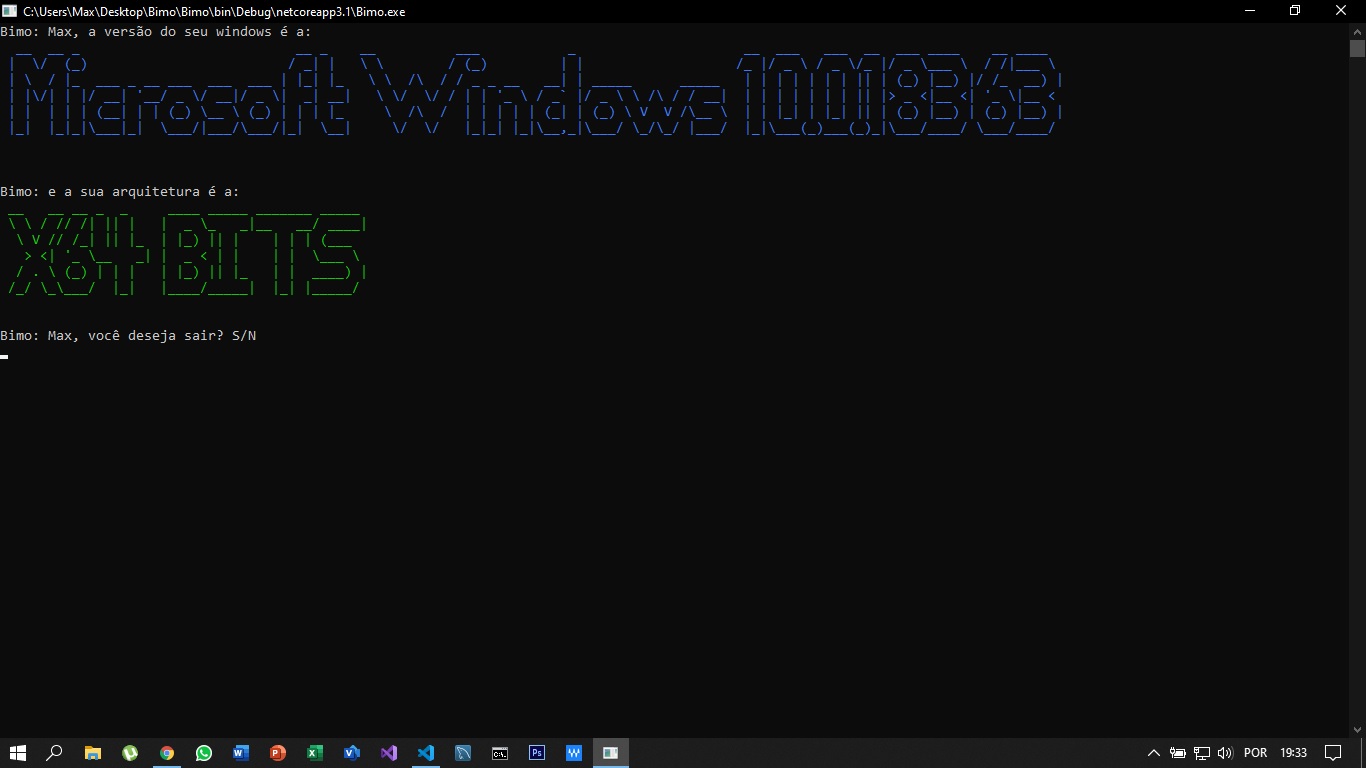 C:\Users\Max\Desktop\Bimo\Bimo\bin\Debug\netcoreapp3.1\Bimo.exe
Bimo: Max, a versão do seu windows é a:
Microsoft Windows 10.0.18363
Bimo: e a sua arquitetura é a:
X64 BITS
Bimo: Max, você deseja sair? S/N
POR 19:33